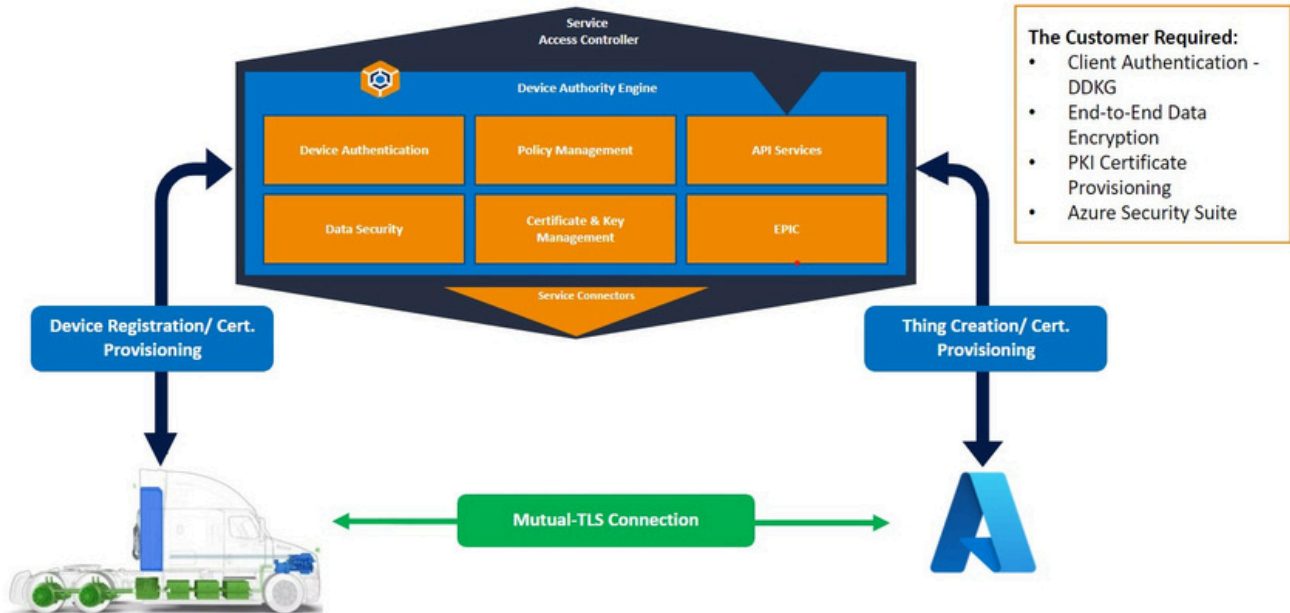 Service
Access Controller
Device Authority Engine
Device Authentication
Policy Management
API Services
Data Security
Certificate & Key
Management
EPIC
Service Connectors
The Customer Required:
• Client Authentication -
DDKG
• End-to-End Data
Encryption
• PKI Certificate
Provisioning
• Azure Security Suite
Device Registration/ Cert.
Provisioning
Thing Creation/ Cert.
Provisioning
Mutual-TLS Connection